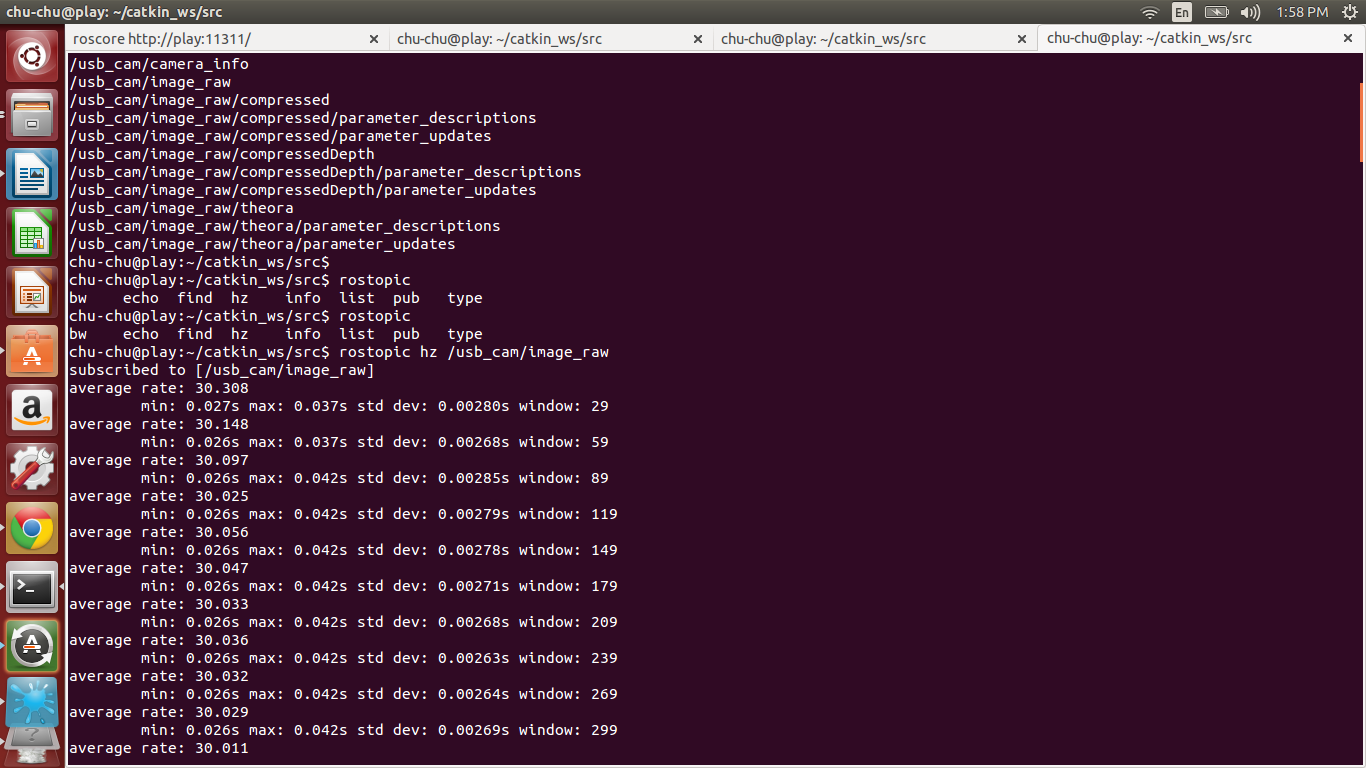 chu-chu@play: ~/catkin_ws/src
En
1:58 PM
roscore http://play:11311/
chu-chu@play: ~/catkin_ws/src
chu-chu@play: ~/catkin_ws/src
chu-chu@play: ~/catkin_ws/src
/usb_cam/camera_info
/usb_cam/image_raw
/usb_cam/image_raw/compressed
/usb_cam/image_raw/compressed/parameter_descriptions
/usb_cam/image_raw/compressed/parameter_updates
/usb_cam/image_raw/compressedDepth
/usb_cam/image_raw/compressedDepth/parameter_descriptions
/usb_cam/image_raw/compressedDepth/parameter_updates
/usb_cam/image_raw/theora
/usb_cam/image_raw/theora/parameter_descriptions
/usb_cam/image_raw/theora/parameter_updates
chu-chu@play:~/catkin_ws/src$
chu-chu@play:~/catkin_ws/src$ rostopic
bw    echo  find  hz    info  list  pub   type
chu-chu@play:~/catkin_ws/src$ rostopic
bw    echo  find  hz    info  list  pub   type
chu-chu@play:~/catkin_ws/src$ rostopic hz /usb_cam/image_raw
subscribed to [/usb_cam/image_raw]
average rate: 30.308
        min: 0.027s max: 0.037s std dev: 0.00280s window: 29
average rate: 30.148
        min: 0.026s max: 0.037s std dev: 0.00268s window: 59
average rate: 30.097
        min: 0.026s max: 0.042s std dev: 0.00285s window: 89
average rate: 30.025
        min: 0.026s max: 0.042s std dev: 0.00279s window: 119
average rate: 30.056
        min: 0.026s max: 0.042s std dev: 0.00278s window: 149
average rate: 30.047
        min: 0.026s max: 0.042s std dev: 0.00271s window: 179
average rate: 30.033
        min: 0.026s max: 0.042s std dev: 0.00268s window: 209
average rate: 30.036
        min: 0.026s max: 0.042s std dev: 0.00263s window: 239
average rate: 30.032
        min: 0.026s max: 0.042s std dev: 0.00264s window: 269
average rate: 30.029
        min: 0.026s max: 0.042s std dev: 0.00269s window: 299
average rate: 30.011